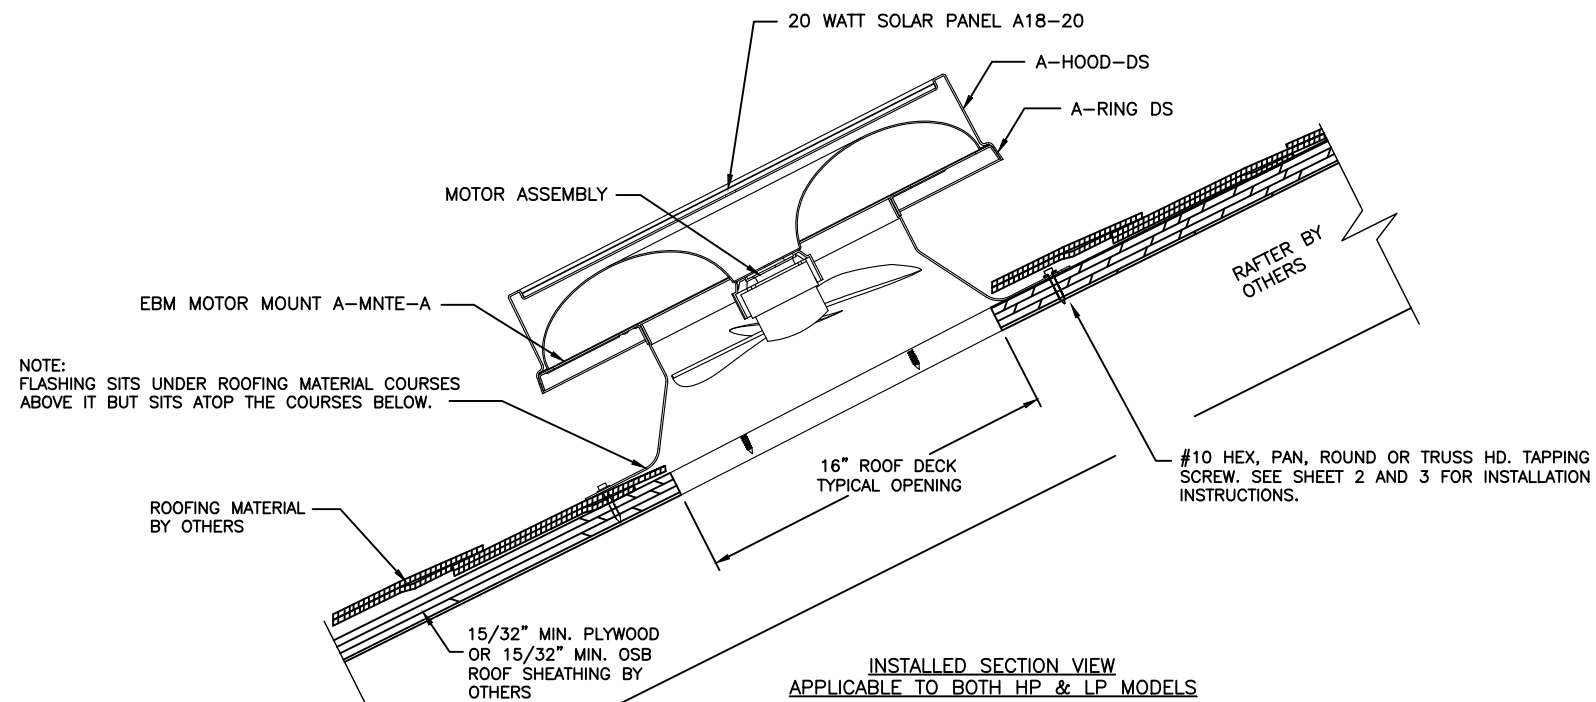 20 WATT SOLAR PANEL A18-20
A-HOOD-DS
A-RING DS
MOTOR ASSEMBLY
RAFTER BY
OTHERS
EBM MOTOR MOUNT A-MNTE-A
NOTE:
FLASHING SITS UNDER ROOFING MATERIAL COURSES
ABOVE IT BUT SITS ATOP THE COURSES BELOW.
16" ROOF DECK
TYPICAL OPENING
#10 HEX, PAN, ROUND OR TRUSS HD. TAPPING
SCREW. SEE SHEET 2 AND 3 FOR INSTALLATION
INSTRUCTIONS.
ROOFING MATERIAL
BY OTHERS
15/32" MIN. PLYWOOD
OR 15/32" MIN. OSB
ROOF SHEATHING BY
OTHERS
INSTALLED SECTION VIEW
APPLICABLE TO BOTH HP & LP MODELS